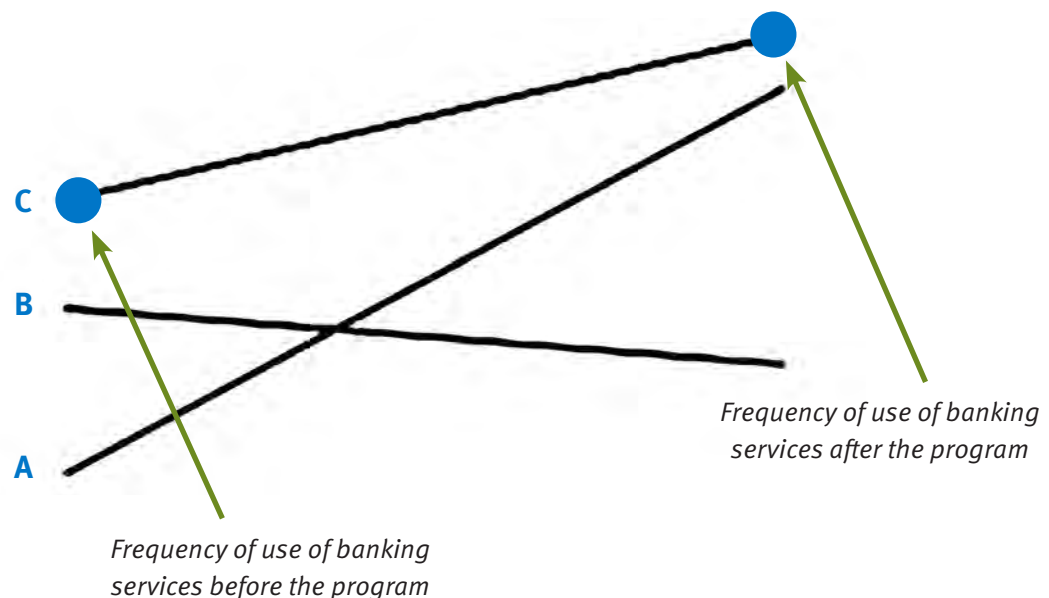 C
B
A
Frequency of use of banking
services after the program
Frequency of use of banking
services before the program